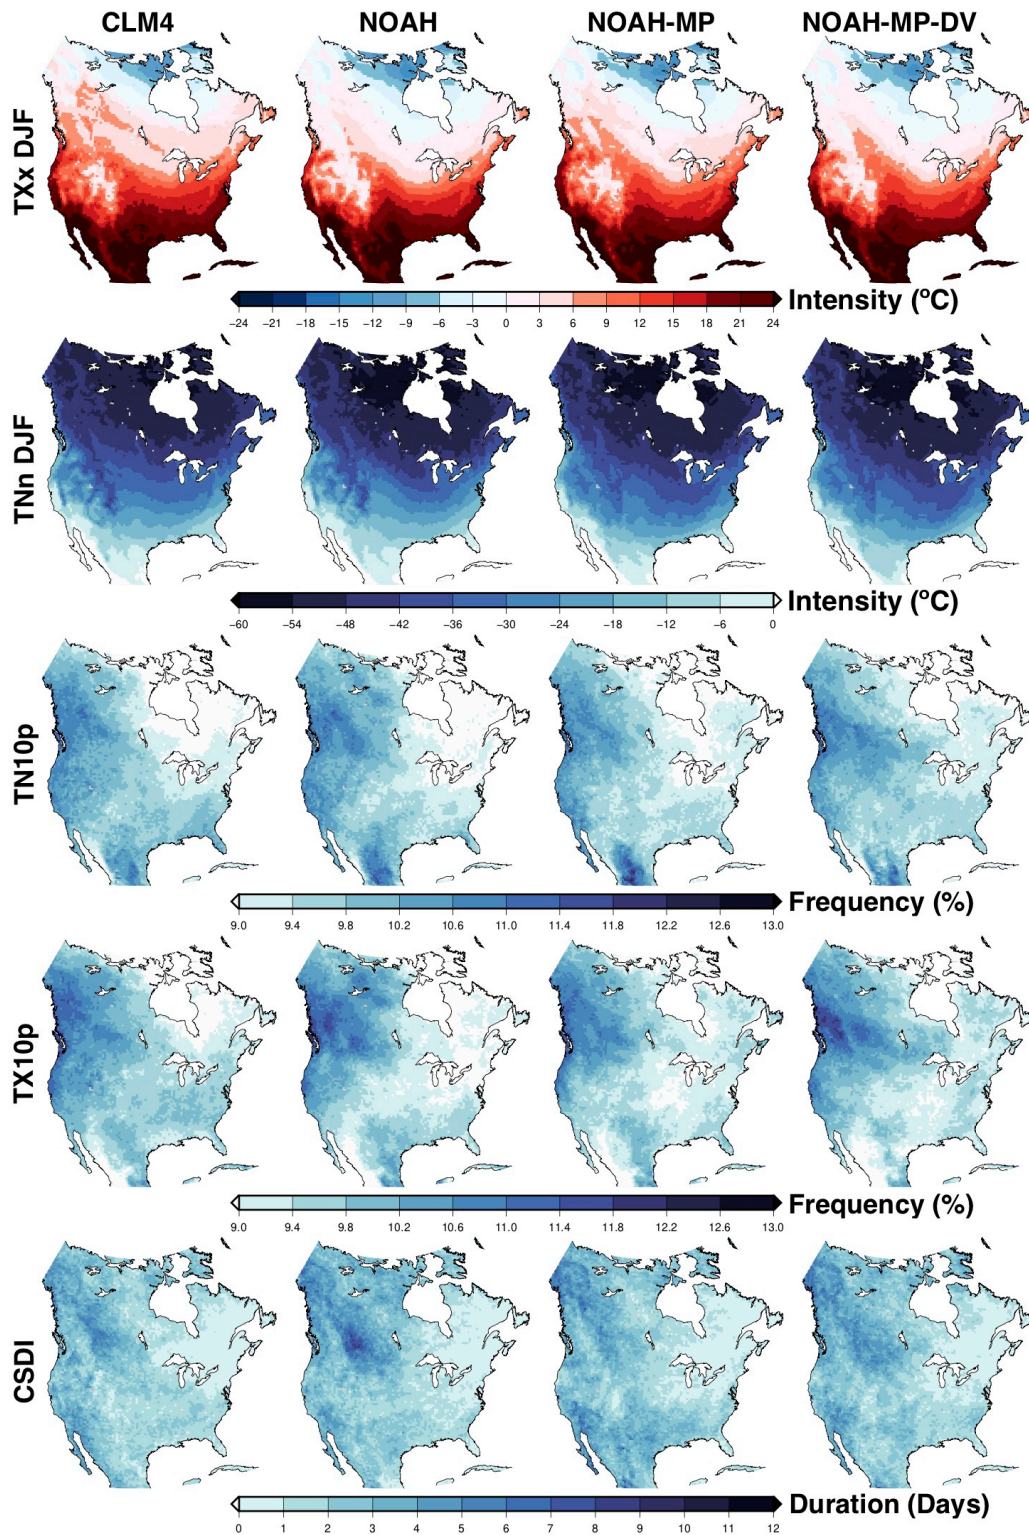 CLM4 NOAH NOAH-MP NOAH-MP-DV
TXx DJF
Intensity (ºC)
−24 −21 −18 −15 −12 −9 −6 −3 0 3 6 9 12 15 18 21 24
TNn DJF
Intensity (ºC)
−60 −54 −48 −42 −36 −30 −24 −18 −12 −6 0
TN10p
Frequency (%)
9.0 9.4 9.8 10.2 10.6 11.0 11.4 11.8 12.2 12.6 13.0
TX10p
Frequency (%)
9.0 9.4 9.8 10.2 10.6 11.0 11.4 11.8 12.2 12.6 13.0
CSDI
Duration (Days)
0 1 2 3 4 5 6 7 8 9 10 11 12